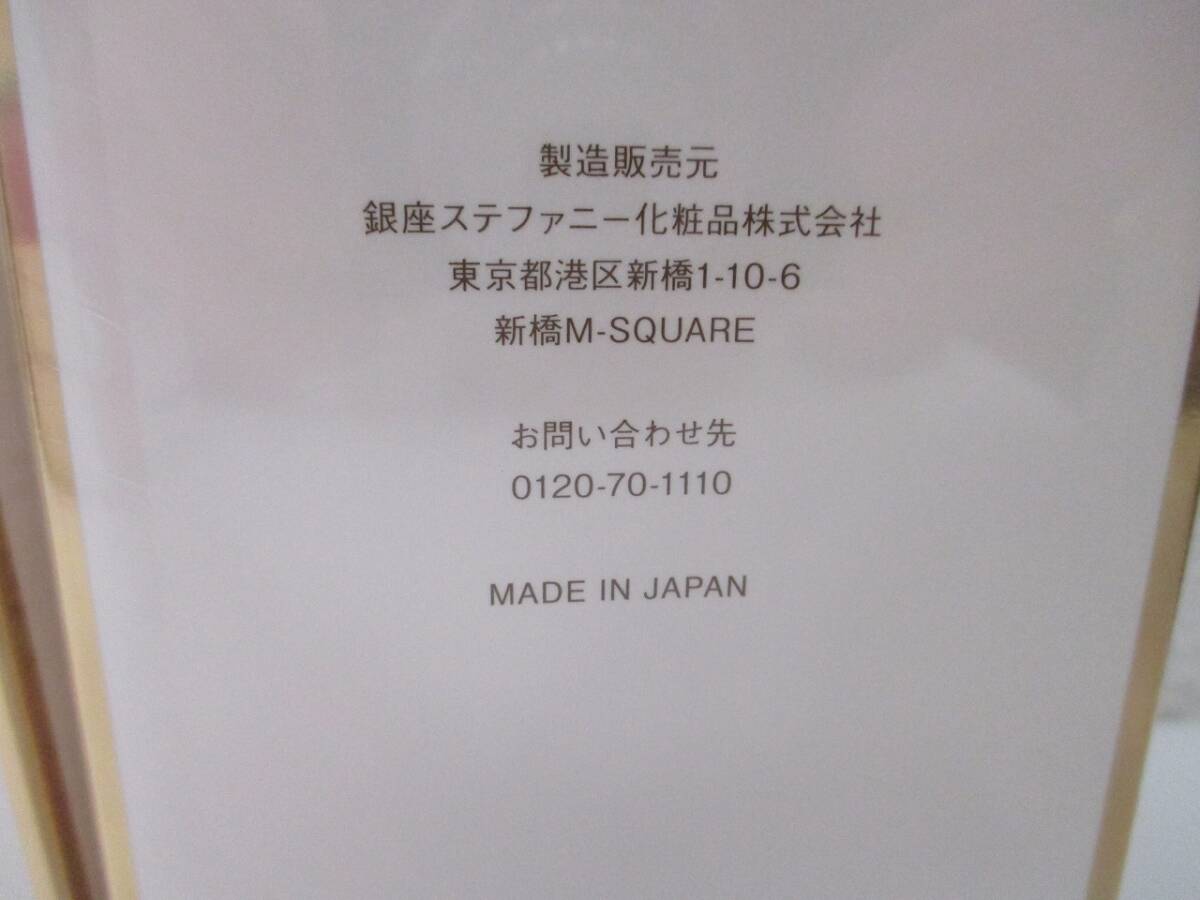 製造販売元
銀座ステファニー化粧品株式会社
東京都港区新橋1-10-6
新橋M-SQUARE
お問い合わせ先
0120-70-1110
MADE IN JAPAN